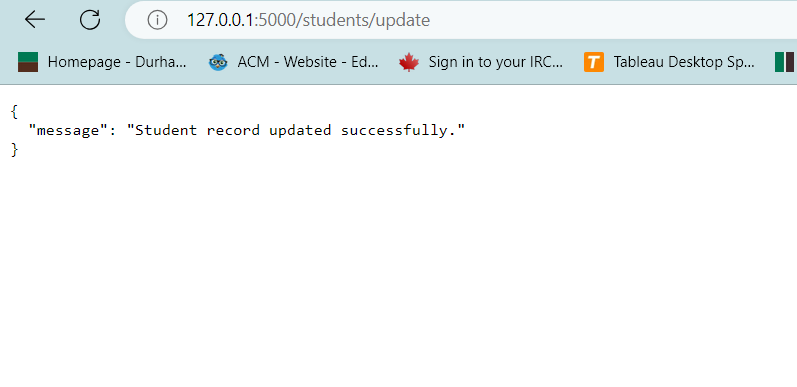 127.0.0.1:5000/students/update
Homepage - Durha... ACM - Website - Ed... Sign in to your IRC... T Tableau Desktop Sp...
{
"message": "Student record updated successfully."
}